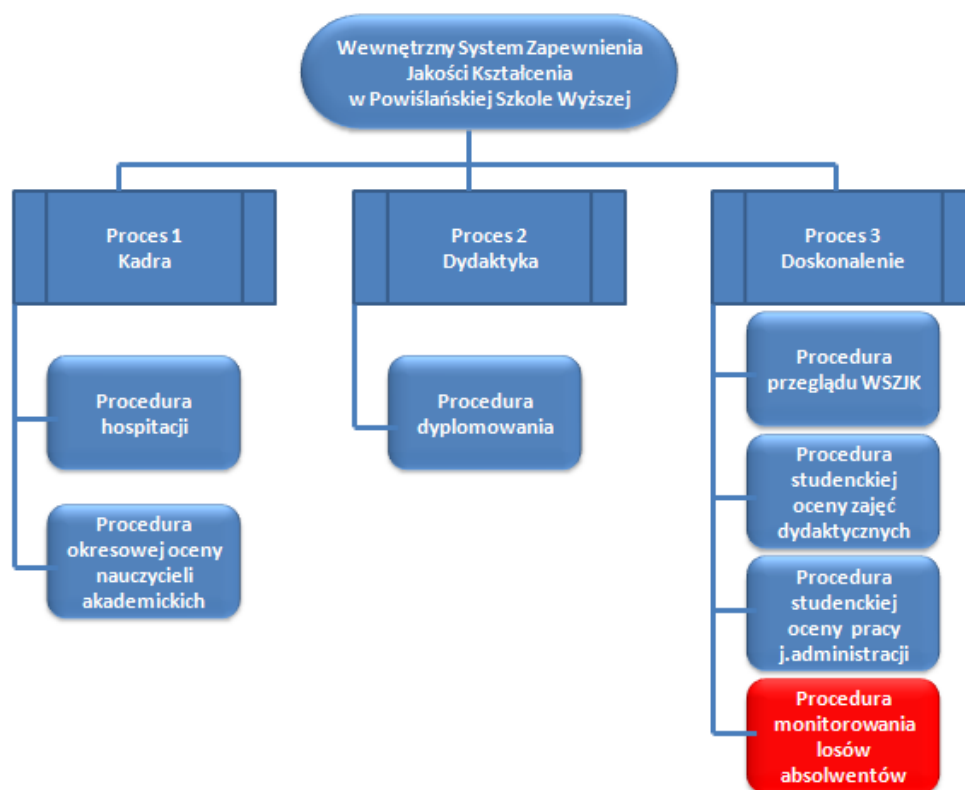 Wewnętrzny System Zapewnienia
Jakości Kształcenia
w Powiślańskiej Szkole Wyższej
Proces 1
Kadra
Procedura
hospitacji
Procedura
okresowej oceny
nauczycieli
akademickich
Proces 2
Dydaktyka
Procedura
dyplomowania
Proces 3
Doskonalenie
Procedura
przeglądu WSZJK
Procedura
studenckiej
oceny zajęć
dydaktycznych
Procedura
studenckiej
oceny pracy
j.administracji
Procedura
monitorowania
losów
absolwentów